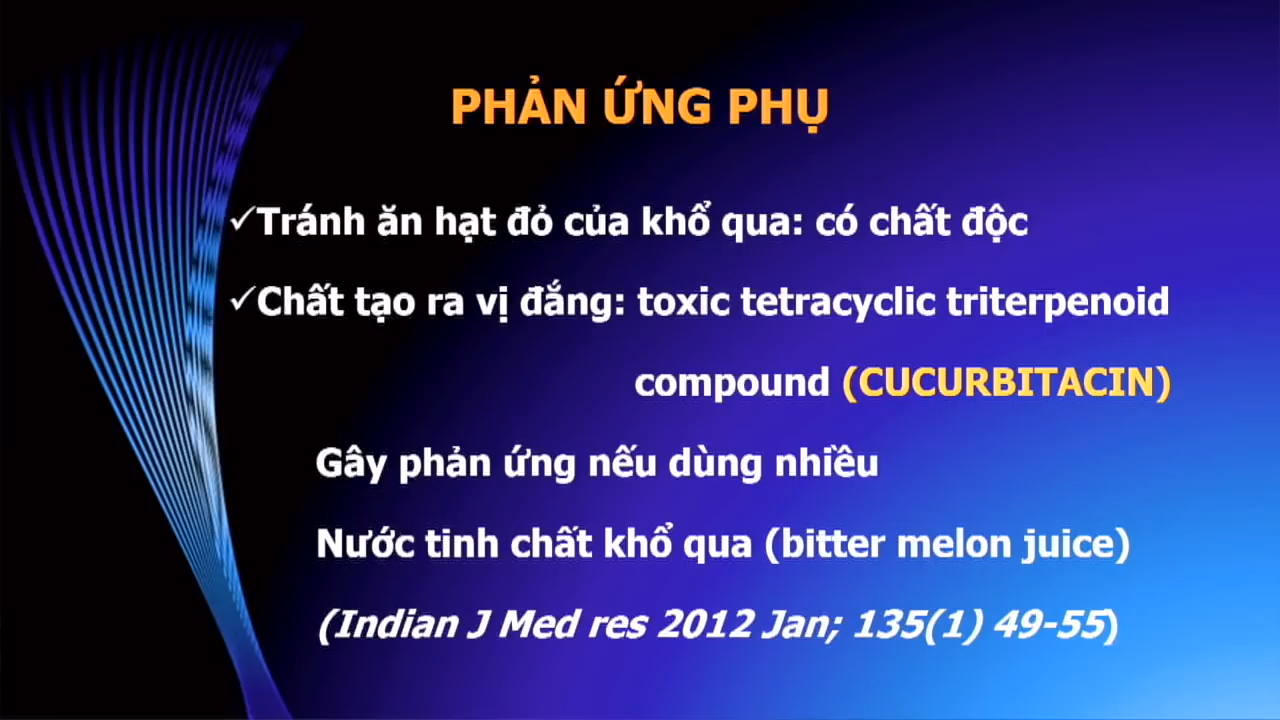 PHẢN ỨNG PHỤ
✓Tránh ăn hạt đỏ của khổ qua: có chất độc
✓Chất tạo ra vị đắng: toxic tetracyclic triterpenoid
compound (CUCURBITACIN)
Gây phản ứng nếu dùng nhiều
Nước tinh chất khổ qua (bitter melon juice)
(Indian J Med res 2012 Jan; 135(1) 49-55)